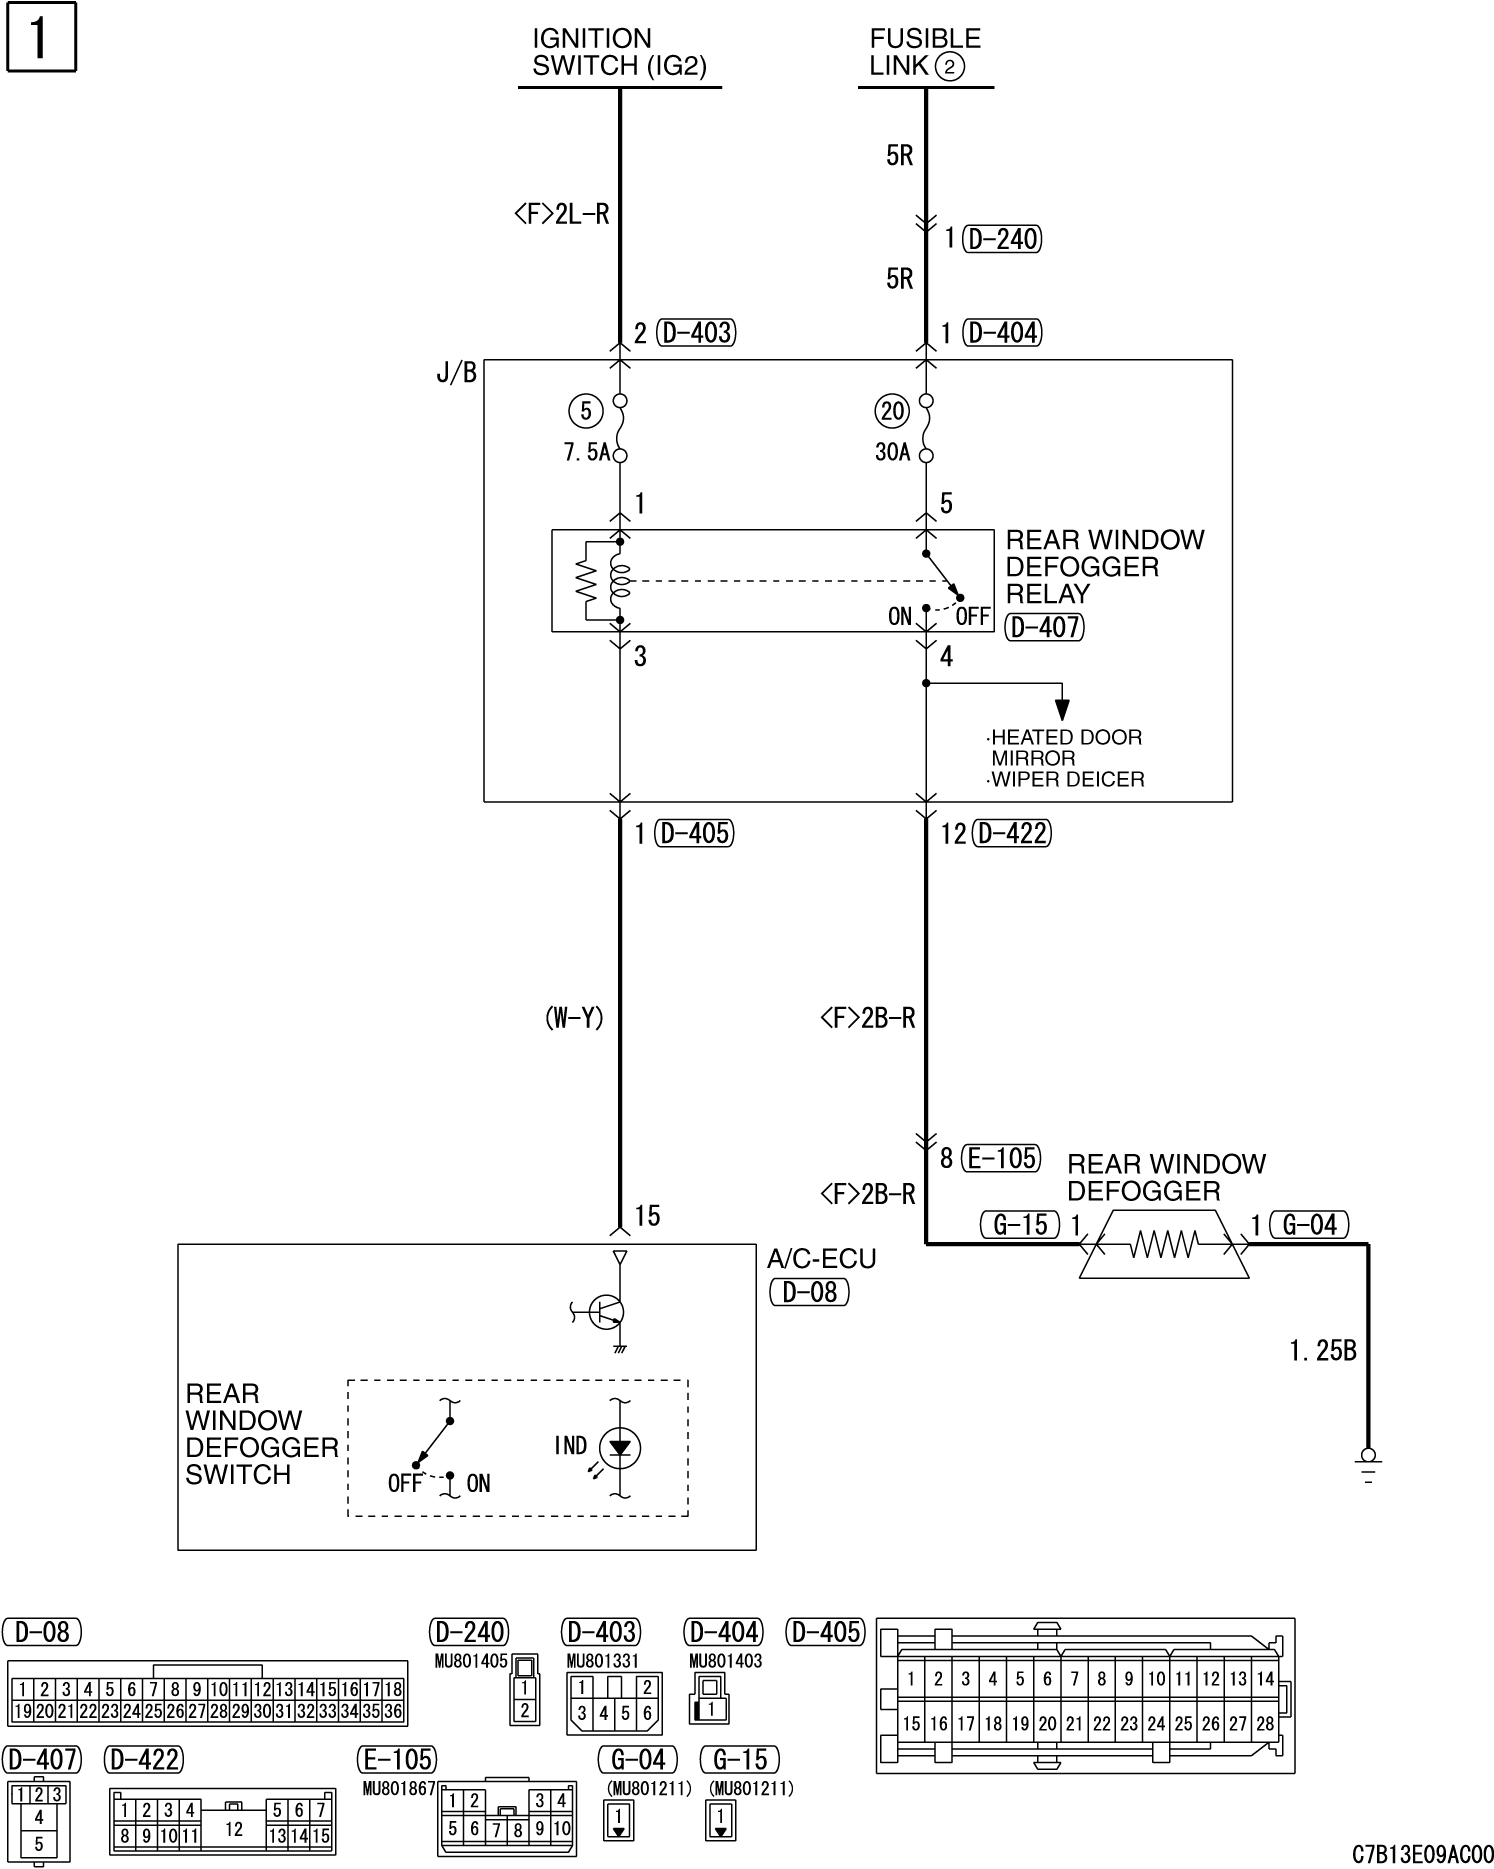 1
IGNITION
SWITCH (IG2)
FUSIBLE
LINK ②
5R
<F>2L-R
1 D-240
5R
2 D-403
1 D-404
J/B
5
20
7.5A
30A
1
5
REAR WINDOW
DEFOGGER
RELAY
D-407
ON
OFF
3
4
·HEATED DOOR
MIRROR
·WIPER DEICER
1 D-405
12 D-422
(W-Y)
<F>2B-R
8 E-105
<F>2B-R
REAR WINDOW
DEFOGGER
G-15 1
1 G-04
15
A/C-ECU
D-08
1.25B
REAR
WINDOW
DEFOGGER
SWITCH
OFF
ON
IND
D-08
1 2 3 4 5 6 7 8 9 10 11 12 13 14 15 16 17 18
19 20 21 22 23 24 25 26 27 28 29 30 31 32 33 34 35 36
D-240
MU801405
1
2
D-403
MU801331
1 2
3 4 5 6
D-404
MU801403
1
D-405
1 2 3 4 5 6 7 8 9 10 11 12 13 14
15 16 17 18 19 20 21 22 23 24 25 26 27 28
D-407
1 2 3
4
5
D-422
1 2 3 4 5 6 7
8 9 10 11 12 13 14 15
E-105
MU801867
1 2 3 4
5 6 7 8 9 10
G-04
(MU801211)
1
G-15
(MU801211)
1
C7B13E09AC00